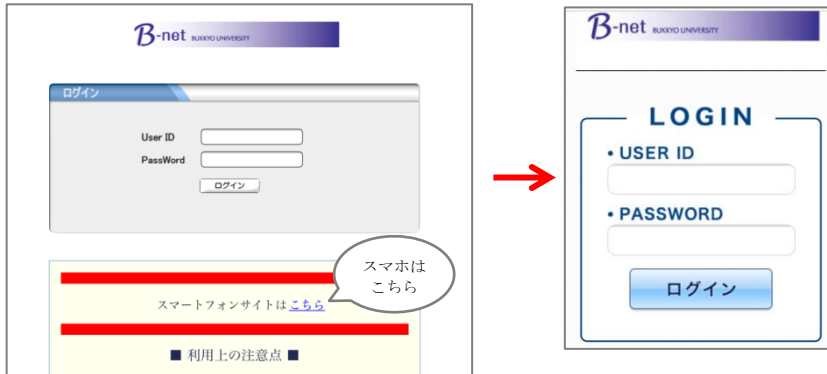 B-net BUKKYO UNIVERSITY
ログイン
User ID
PassWord
ログイン
スマホは
こちら
スマートフォンサイトはこちら
■ 利用上の注意点 ■
B-net BUKKYO UNIVERSITY
LOGIN
• USER ID
• PASSWORD
ログイン